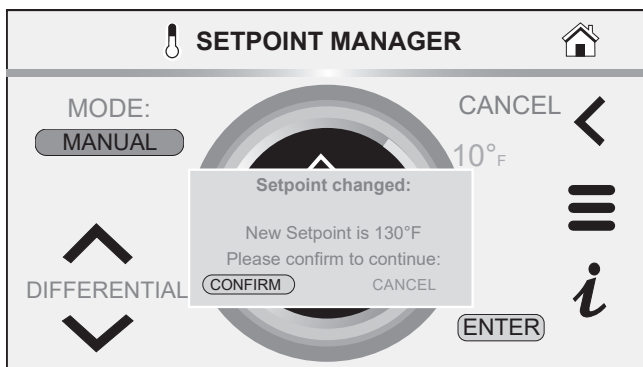 SETPOINT MANAGER
MODE:
MANUAL
CANCEL
10°F
Setpoint changed:
New Setpoint is 130°F
Please confirm to continue:
CONFIRM CANCEL
DIFFERENTIAL
i
ENTER